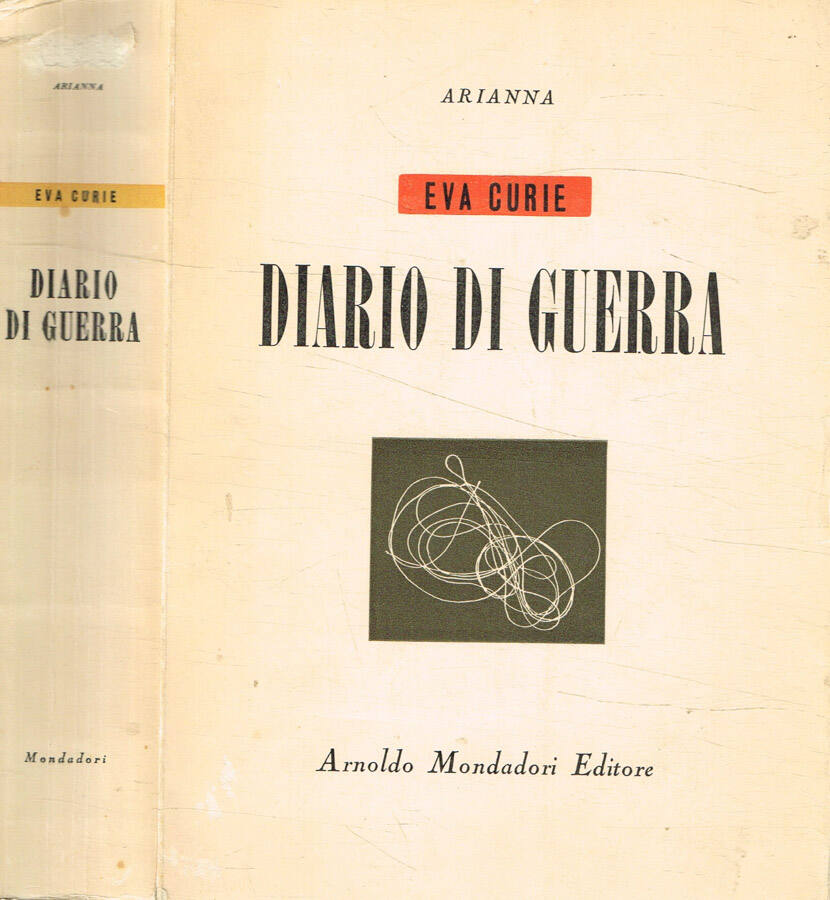 ARIANNA
EVA CURIE
DIARIO
DI GUERRA
Mondadori
ARIANNA
EVA CURIE
DIARIO DI GUERRA
Arnoldo Mondadori Editore